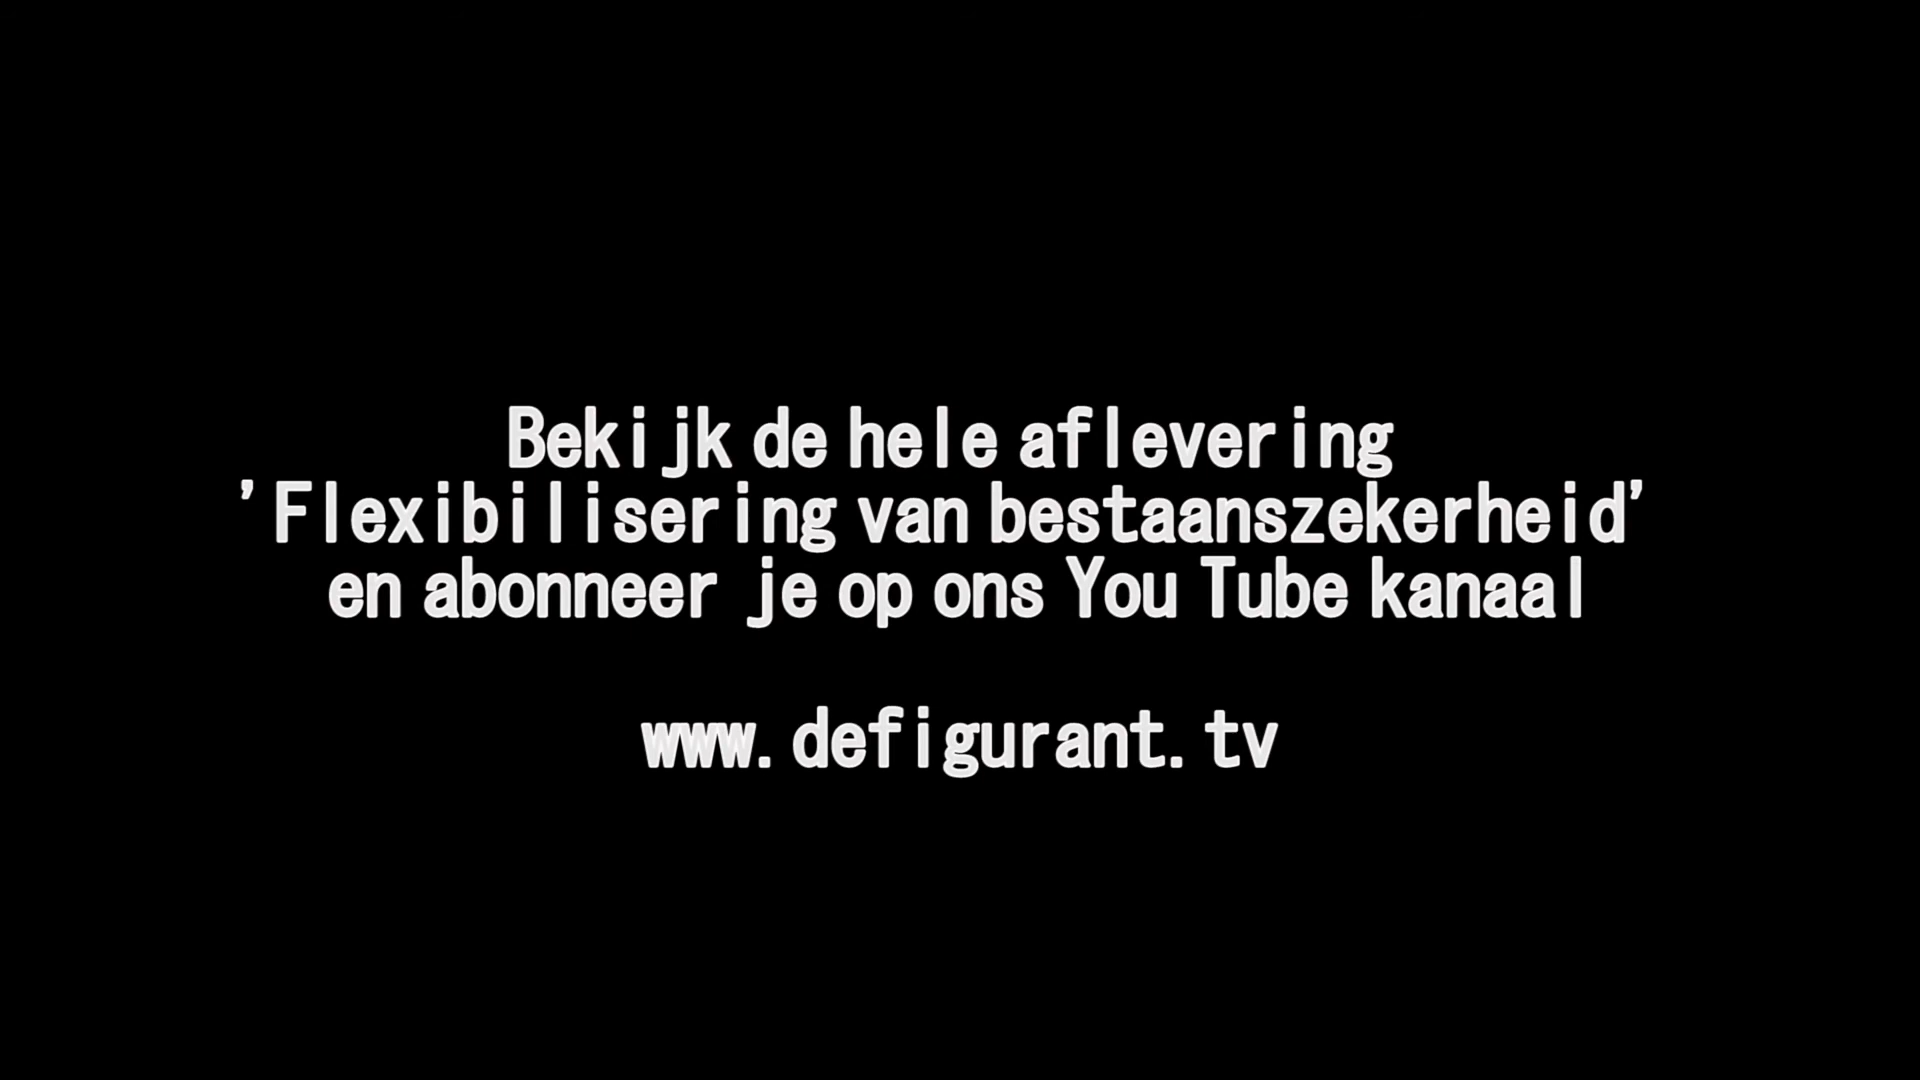 Bekijk de hele aflevering
'Flexibilisering van bestaanszekerheid'
en abonneer je op ons You Tube kanaal
www.defigurant.tv